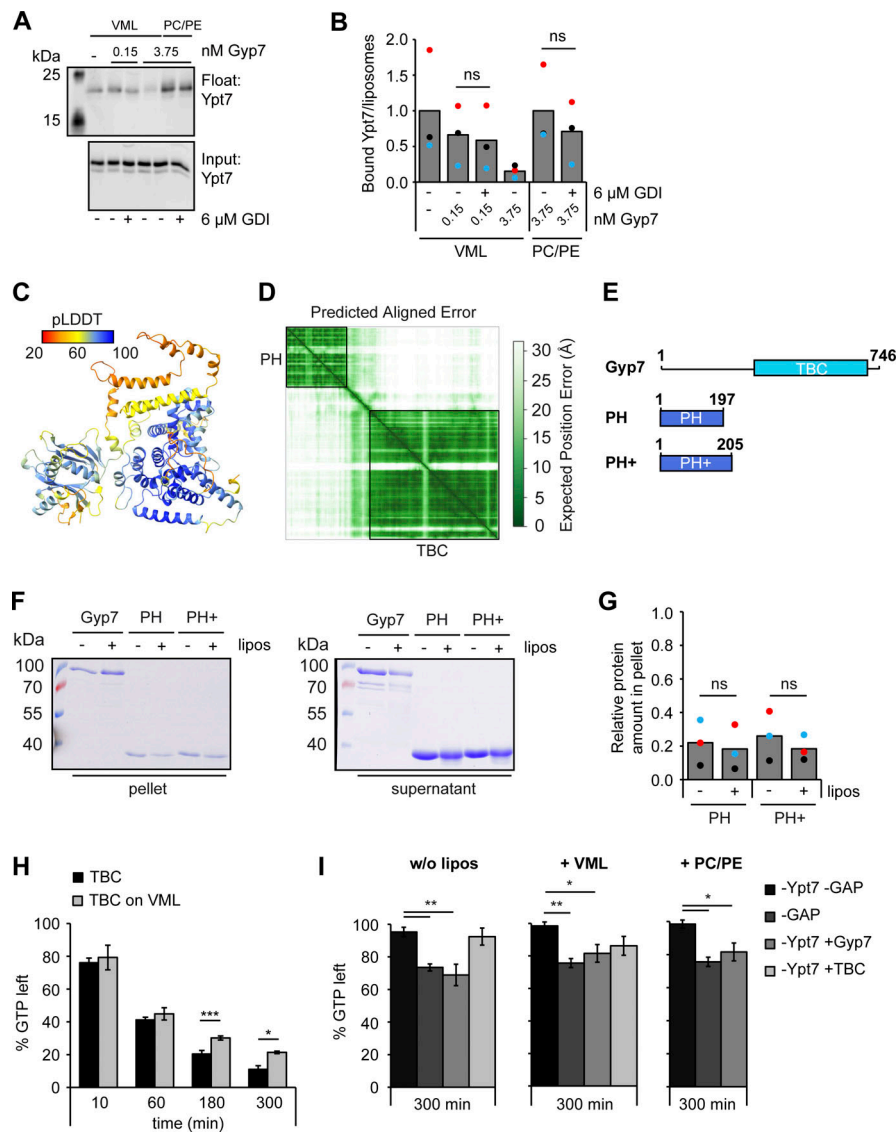 A
VML PC/PE
kDa - 0.15 3.75 nM Gyp7
25
15
Float:
Ypt7
Input:
Ypt7
- - + - - + 6 µM GDI
B
Bound Ypt7/liposomes
2.0
1.5
1.0
0.5
0.0
ns
ns
- - + - - + 6 µM GDI
- 0.15 0.15 3.75 3.75 3.75 nM Gyp7
VML PC/PE
C
pLDDT
20 60 100
D
Predicted Aligned Error
PH
TBC
30
25
20
15
10
5
0
Expected Position Error (Å)
E
1 746
Gyp7 TBC
1 197
PH PH
1 205
PH+ PH+
F
Gyp7 PH PH+
kDa - + - + - + lipos
100
70
55
40
pellet
Gyp7 PH PH+
kDa - + - + - + lipos
100
70
55
40
supernatant
G
Relative protein
amount in pellet
1.0
0.8
0.6
0.4
0.2
0.0
ns ns
- + - + lipos
PH PH+
H
TBC
TBC on VML
% GTP left
100
80
60
40
20
0
***
*
10 60 180 300
time (min)
I
w/o lipos + VML + PC/PE
% GTP left
100
80
60
40
20
0
**
*
**
*
300 min 300 min 300 min
-Ypt7 -GAP
-GAP
-Ypt7 +Gyp7
-Ypt7 +TBC